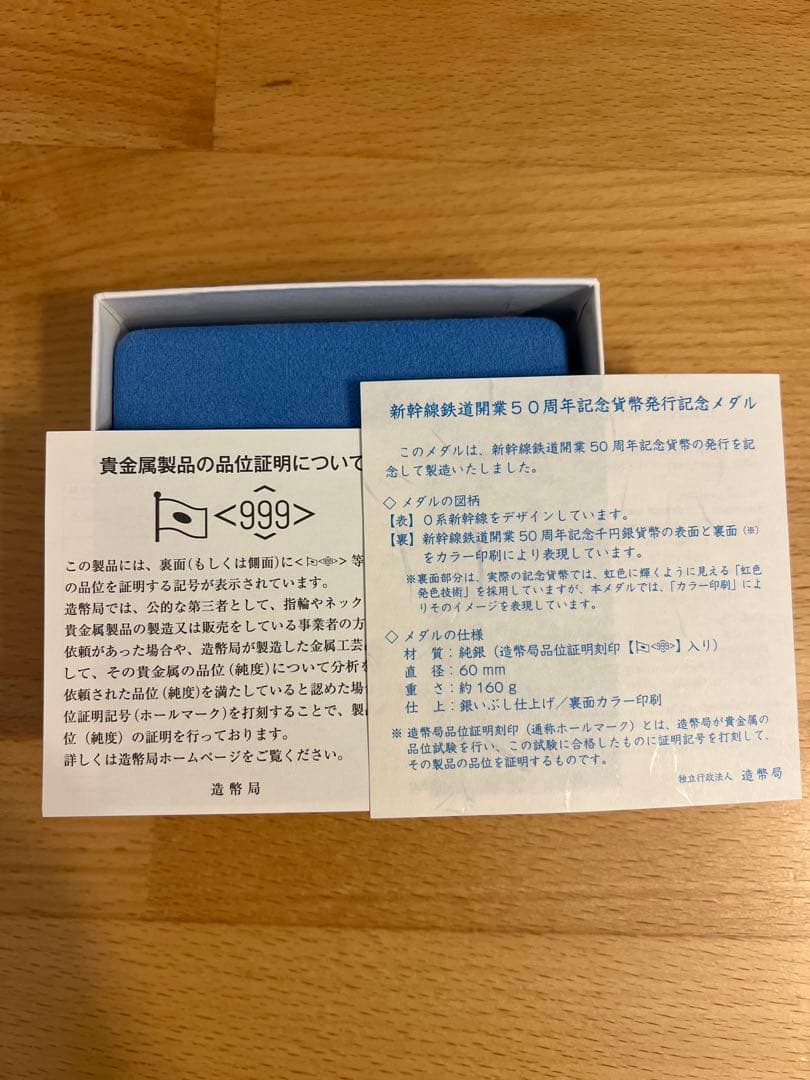 貴金属製品の品位証明について
<999>
この製品には、裏面(もしくは側面)に<999>等
の品位を証明する記号が表示されています。
造幣局では、公的な第三者として、指輪やネック
貴金属製品の製造又は販売をしている事業者の方
依頼があった場合や、造幣局が製造した金属工芸
して、その貴金属の品位(純度)について分析を
依頼された品位(純度)を満たしていると認めた場
位証明記号(ホールマーク)を打刻することで、製
位(純度)の証明を行っております。
詳しくは造幣局ホームページをご覧ください。
造幣局
新幹線鉄道開業50周年記念貨幣発行記念メダル
このメダルは、新幹線鉄道開業50周年記念貨幣の発行を記
念して製造いたしました。
◇メダルの図柄
【表】0系新幹線をデザインしています。
【裏】新幹線鉄道開業50周年記念千円銀貨幣の表面と裏面(※)
をカラー印刷により表現しています。
※裏面部分は、実際の記念貨幣では、虹色に輝くように見える「虹色
発色技術」を採用していますが、本メダルでは、「カラー印刷」によ
りそのイメージを表現しています。
◇メダルの仕様
材 質:純銀(造幣局品位証明刻印【<999>】入り)
直 径:60mm
重 さ:約160g
仕 上:銀いぶし仕上げ/裏面カラー印刷
※ 造幣局品位証明刻印(通称ホールマーク)とは、造幣局が貴金属の
品位試験を行い、この試験に合格したものに証明記号を打刻して、
その製品の品位を証明するものです。
独立行政法人 造幣局